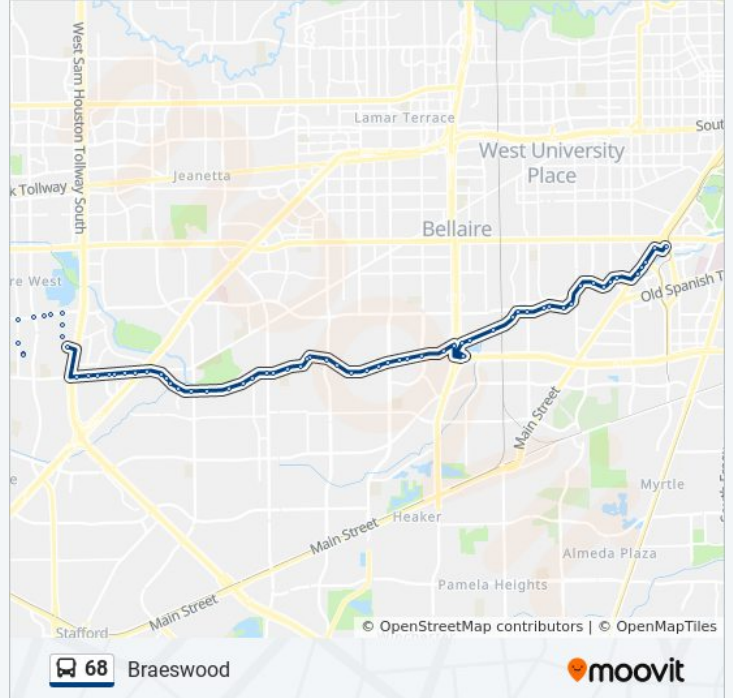 West Sam Houston Tollway South
Lamar Terrace
Sout
West University
Place
k Tollway
Jeanetta
Bellaire
re West
Old Spanish T
Main Street
Myrtle
Main Street
Heaker
Almeda Plaza
Pamela Heights
Main Street
Stafford
© OpenStreetMap contributors | © OpenMapTiles
68 Braeswood
moovit